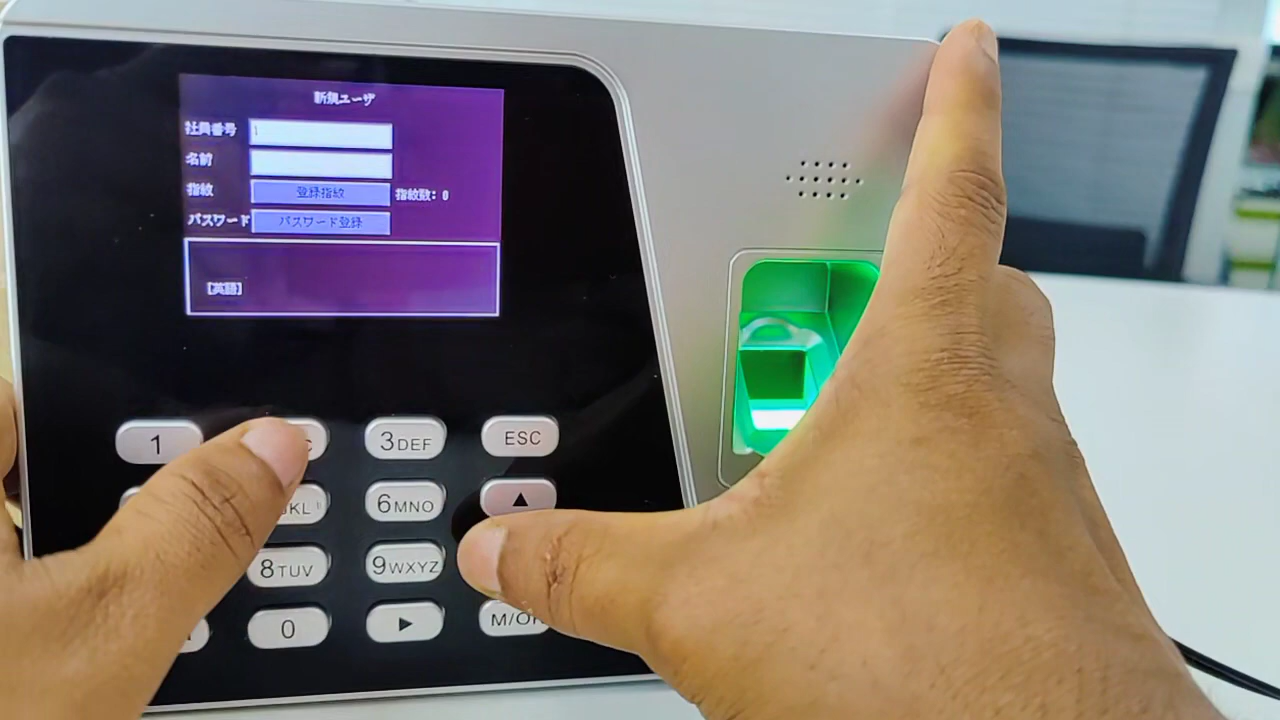 新規ユーザ
社員番号 1
名前
指紋 登録指紋 指紋数: 0
パスワード パスワード登録
[英語]
1 3DEF ESC
6MNO ▲
8TUV 9WXYZ
0 ▶ M/OK